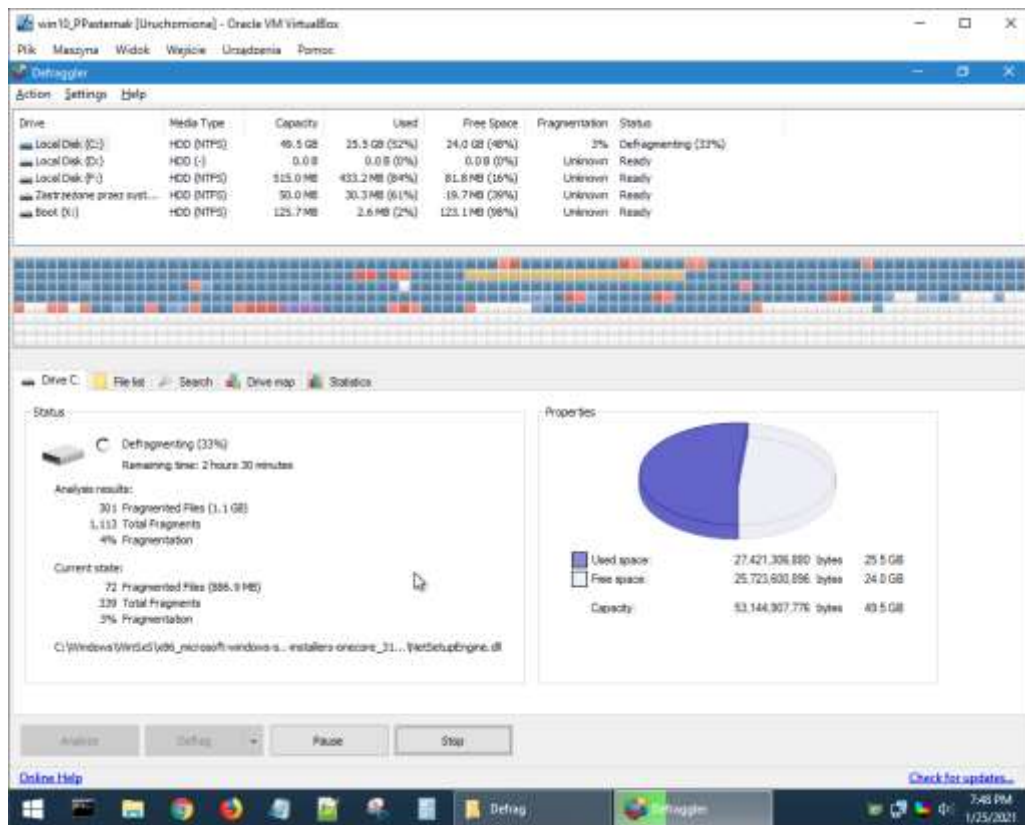 win10_PPasternak [Uruchomiona] - Oracle VM VirtualBox
Plik Maszyna Widok Wejście Urządzenia Pomoc
Defraggler
Action Settings Help
Drive Media Type Capacity Used Free Space Fragmentation Status
Local Disk (C:) HDD (NTFS) 49.5 GB 25.5 GB (52%) 24.0 GB (48%) 3% Defragmenting (33%)
Local Disk (D:) HDD (-) 0.0 B 0.0 B (0%) 0.0 B (0%) Unknown Ready
Local Disk (F:) HDD (NTFS) 515.0 MB 433.2 MB (84%) 81.8 MB (16%) Unknown Ready
Zastrzeżone przez syst... HDD (NTFS) 50.0 MB 30.3 MB (61%) 19.7 MB (39%) Unknown Ready
Boot (X:) HDD (NTFS) 125.7 MB 2.6 MB (2%) 123.1 MB (98%) Unknown Ready
Drive C: File list Search Drive map Statistics
Status
Defragmenting (33%)
Remaining time: 2 hours 30 minutes
Analysis results:
301 Fragmented Files (1.1 GB)
1,113 Total Fragments
4% Fragmentation
Current state:
72 Fragmented Files (886.9 MB)
339 Total Fragments
3% Fragmentation
C:\Windows\WinSxS\x86_microsoft-windows-s...installers-onecore_31...\NetSetupEngine.dll
Properties
Used space: 27,421,306,880 bytes 25.5 GB
Free space: 25,723,600,896 bytes 24.0 GB
Capacity: 53,144,907,776 bytes 49.5 GB
Analyze Defrag Pause Stop
Online Help Check for updates...
Defrag Defraggler
7:48 PM
1/25/2021